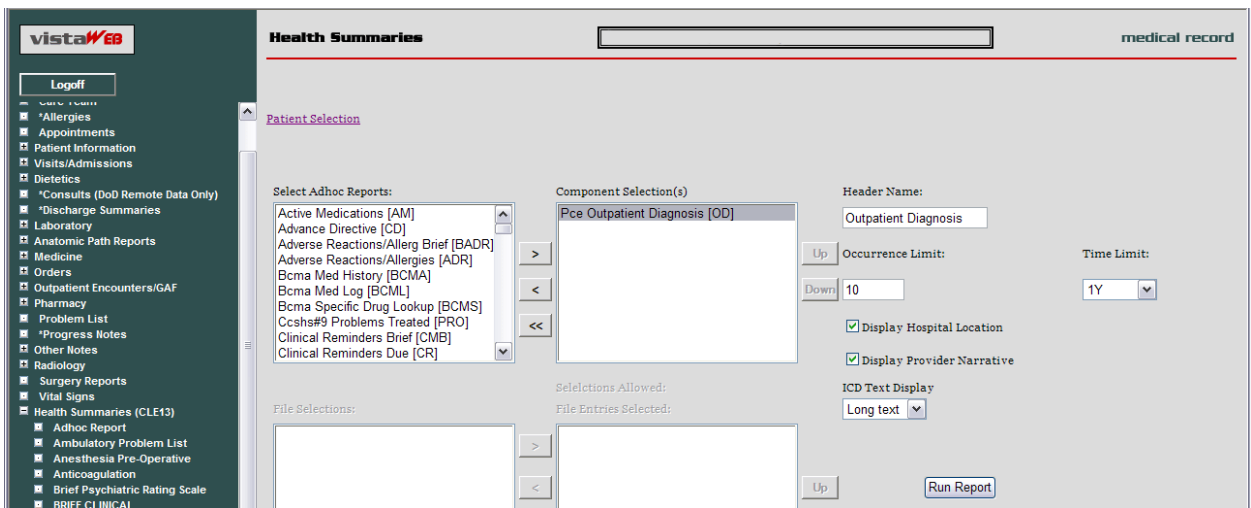 vistaWEB
Health Summaries
medical record
Logoff
Care Team
*Allergies
Appointments
Patient Information
Visits/Admissions
Dietetics
*Consults (DoD Remote Data Only)
*Discharge Summaries
Laboratory
Anatomic Path Reports
Medicine
Orders
Outpatient Encounters/GAF
Pharmacy
Problem List
*Progress Notes
Other Notes
Radiology
Surgery Reports
Vital Signs
Health Summaries (CLE13)
Adhoc Report
Ambulatory Problem List
Anesthesia Pre-Operative
Anticoagulation
Brief Psychiatric Rating Scale
BRIEF CLINICAL
Patient Selection
Select Adhoc Reports:
Active Medications [AM]
Advance Directive [CD]
Adverse Reactions/Allerg Brief [BADR]
Adverse Reactions/Allergies [ADR]
Bcma Med History [BCMA]
Bcma Med Log [BCML]
Bcma Specific Drug Lookup [BCMS]
Ccshs#9 Problems Treated [PRO]
Clinical Reminders Brief [CMB]
Clinical Reminders Due [CR]
>
<
<<
Component Selection(s)
Pce Outpatient Diagnosis [OD]
Up
Down
Header Name:
Outpatient Diagnosis
Occurrence Limit:
10
Time Limit:
1Y
Display Hospital Location
Display Provider Narrative
ICD Text Display
Long text
File Selections:
Selelctions Allowed:
File Entries Selected:
>
<
Up
Run Report